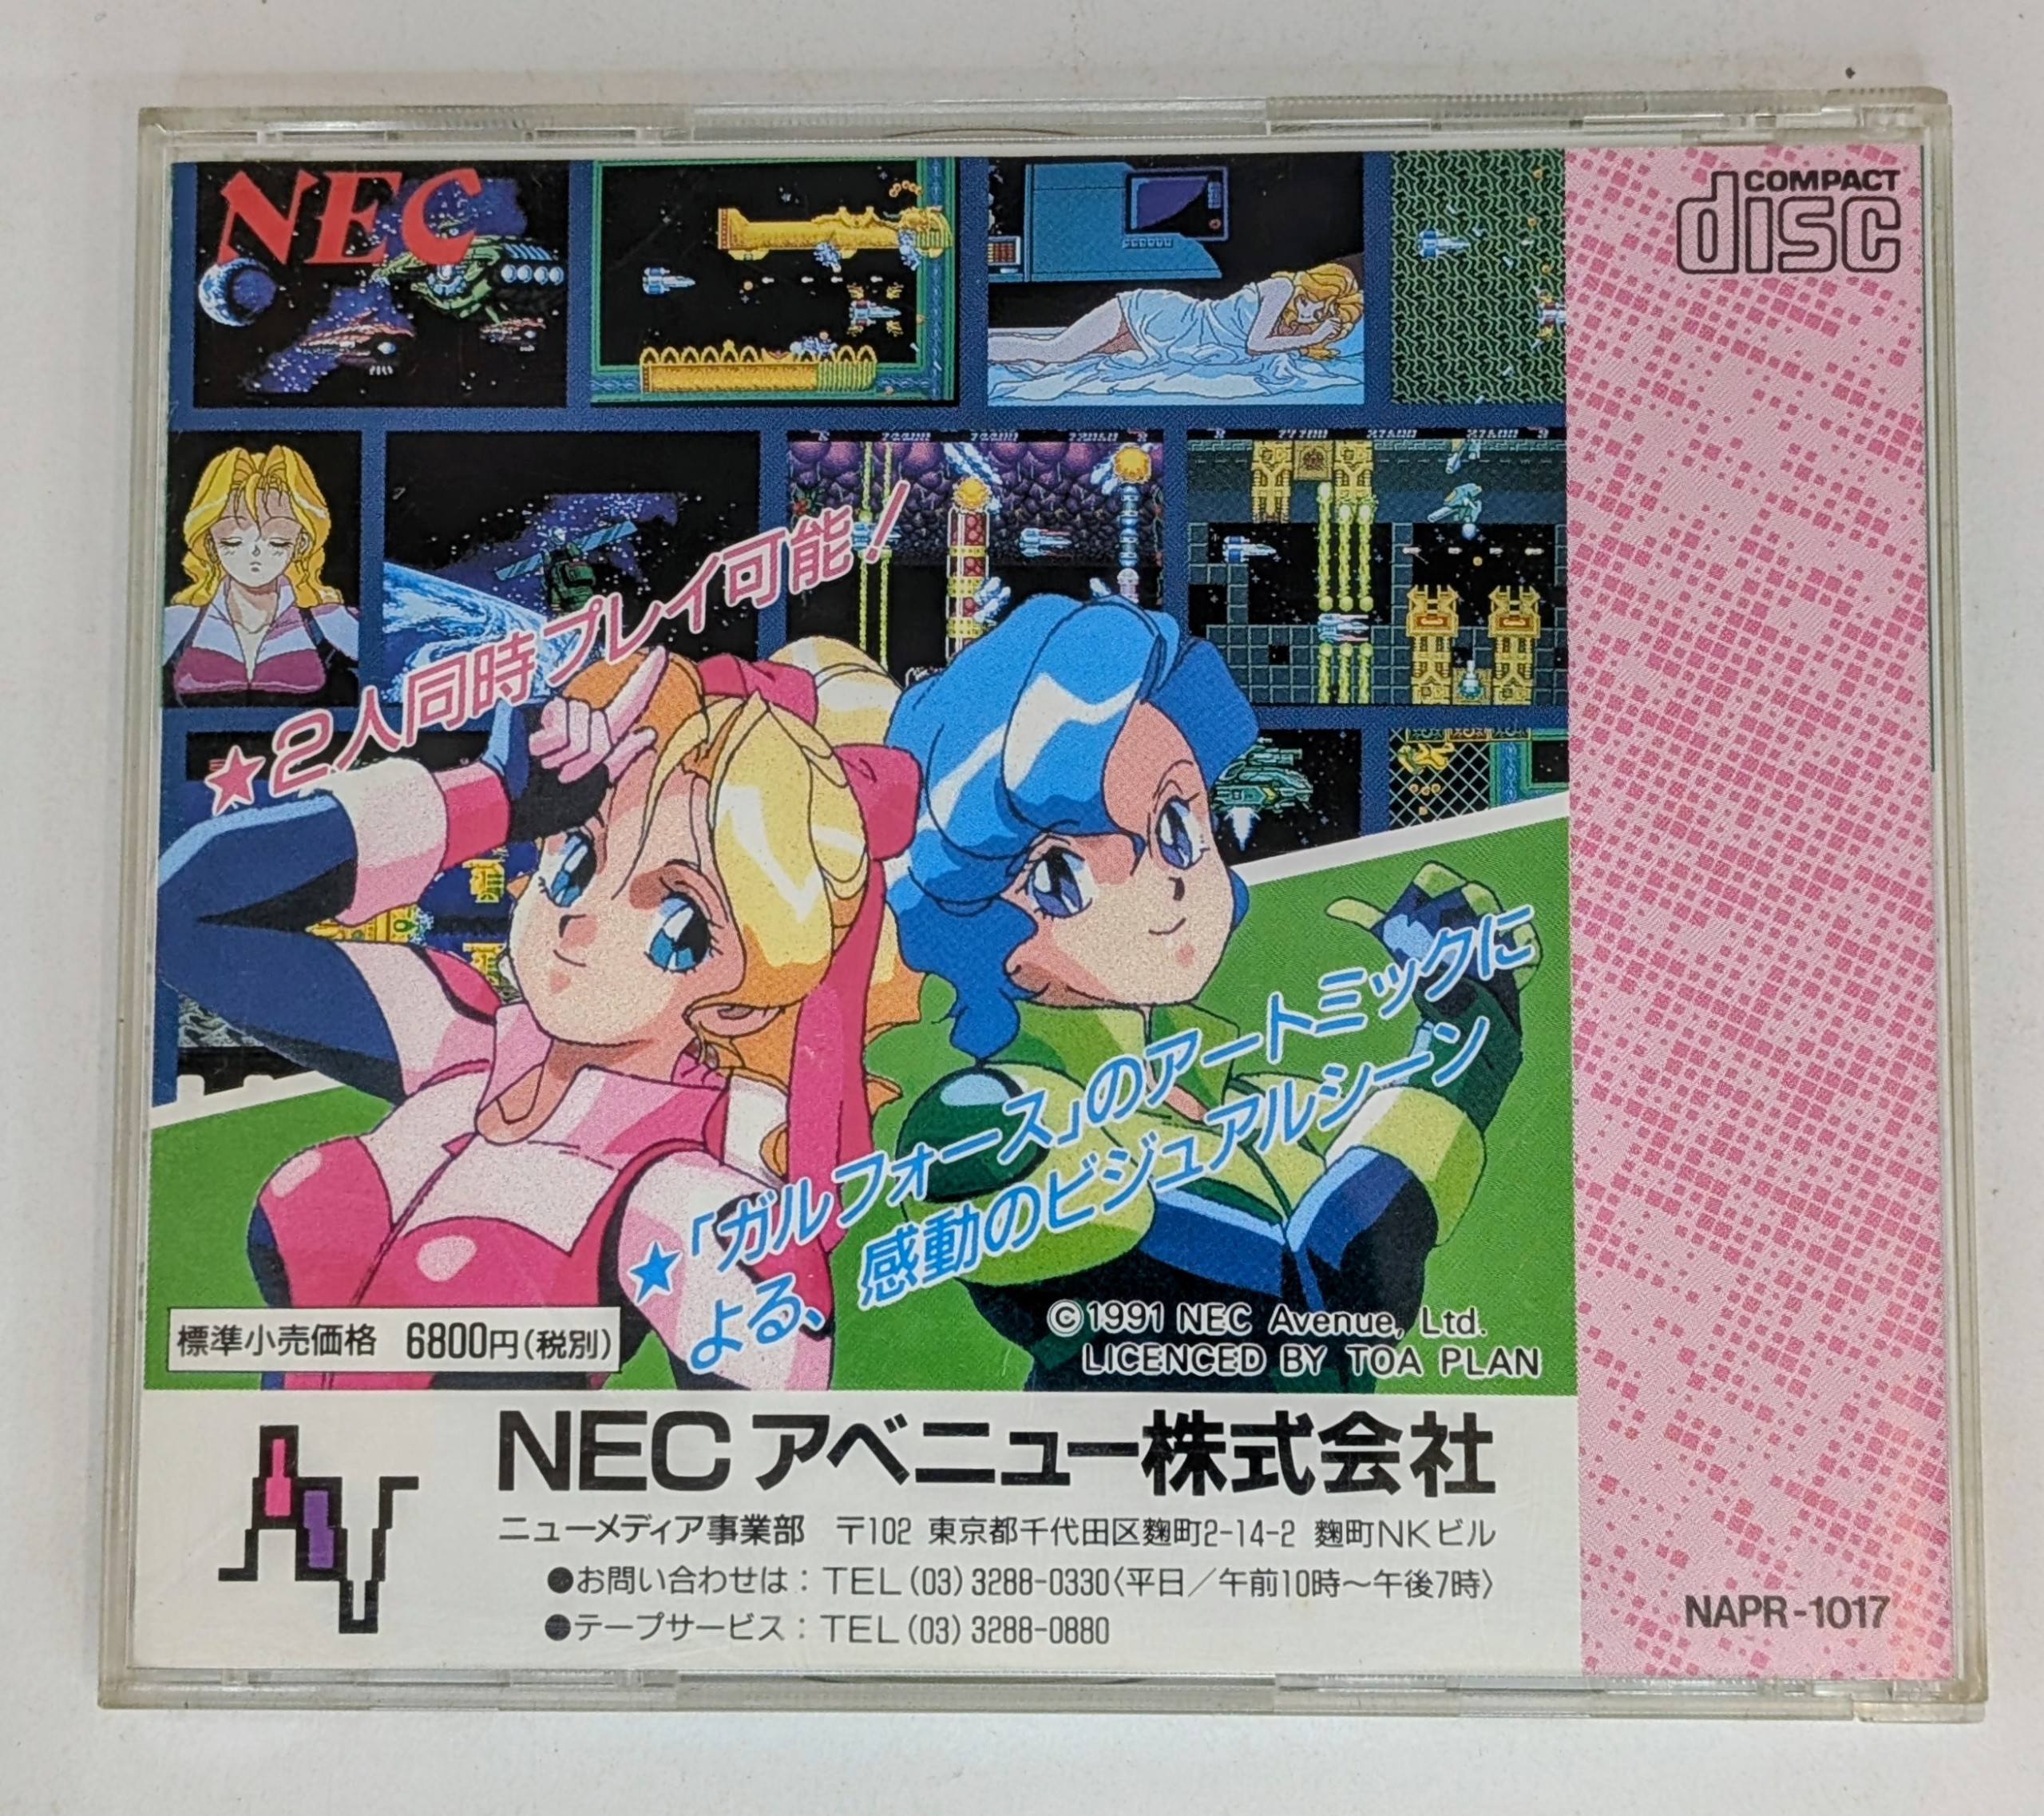 NEC
COMPACT
disc
★2人同時プレイ可能!
★「ガルフォース」のアートミックに
よる、感動のビジュアルシーン
標準小売価格 6800円(税別)
©1991 NEC Avenue, Ltd.
LICENCED BY TOA PLAN
NECアベニュー株式会社
ニューメディア事業部 〒102 東京都千代田区麴町2-14-2 麴町NKビル
●お問い合わせは:TEL(03)3288-0330〈平日/午前10時~午後7時〉
●テープサービス:TEL(03)3288-0880
NAPR-1017